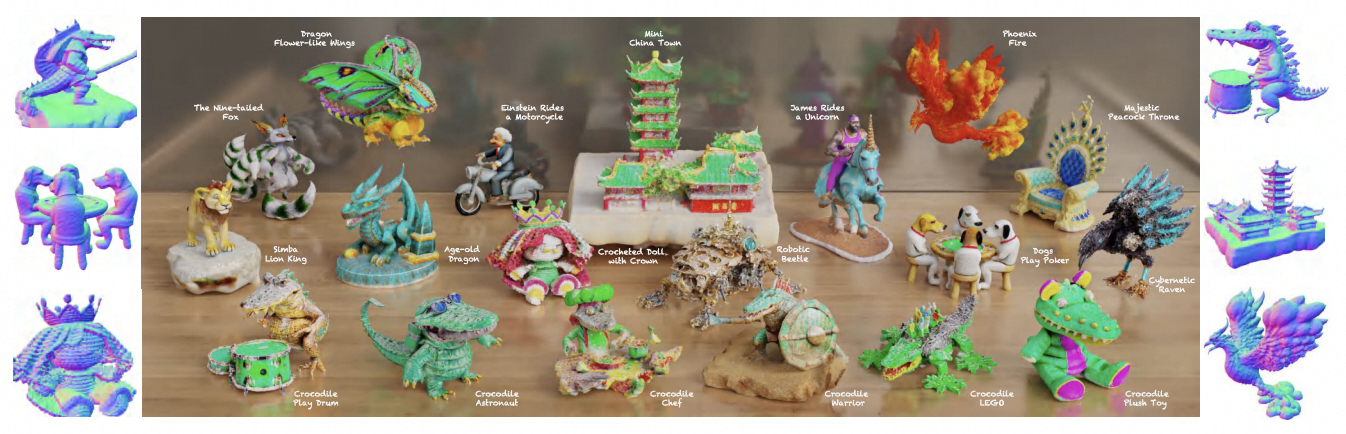 Dragon
Flower-like Wings
Mini
China Town
Phoenix
Fire
The Nine-tailed
Fox
Einstein Rides
a Motorcycle
James Rides
a Unicorn
Majestic
Peacock Throne
Simba
Lion King
Age-old
Dragon
Crocheted Doll
with Crown
Robotic
Beetle
Dogs
Play Poker
Cybernetic
Raven
Crocodile
Play Drum
Crocodile
Astronaut
Crocodile
Chef
Crocodile
Warrior
Crocodile
LEGO
Crocodile
Plush Toy